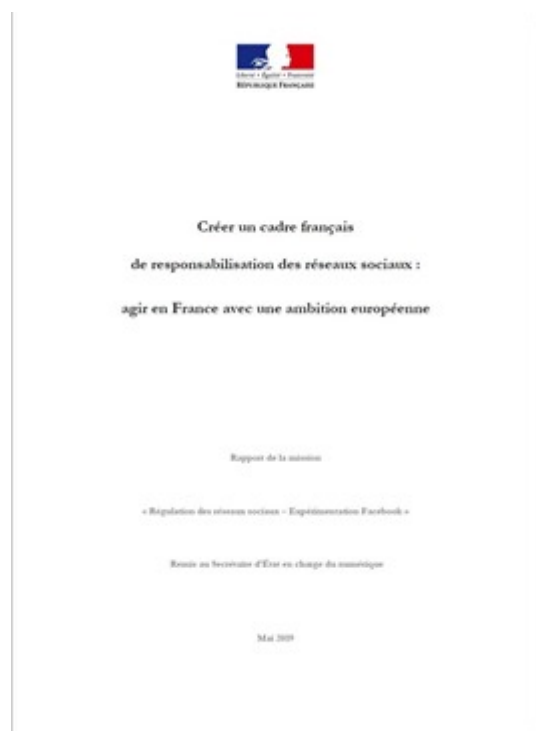 Liberté • Égalité • Fraternité
RÉPUBLIQUE FRANÇAISE
Créer un cadre français
de responsabilisation des réseaux sociaux :
agir en France avec une ambition européenne
Rapport de la mission
« Régulation des réseaux sociaux – Expérimentation Facebook »
Remis au Secrétaire d'État en charge du numérique
Mai 2019